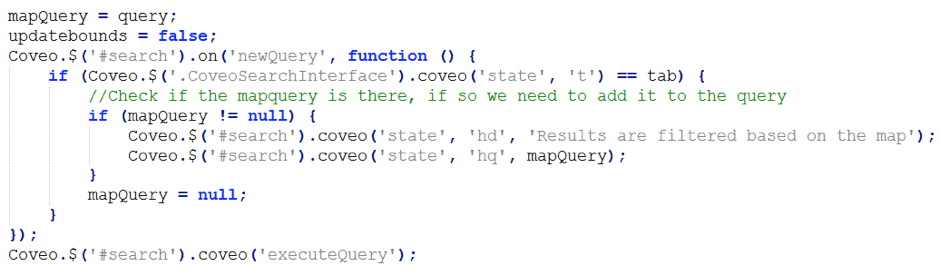 mapQuery = query;
updatebounds = false;
Coveo.$('#search').on('newQuery', function () {
    if (Coveo.$('.CoveoSearchInterface').coveo('state', 't') == tab) {
        //Check if the mapquery is there, if so we need to add it to the query
        if (mapQuery != null) {
            Coveo.$('#search').coveo('state', 'hd', 'Results are filtered based on the map');
            Coveo.$('#search').coveo('state', 'hq', mapQuery);
        }
        mapQuery = null;
    }
});
Coveo.$('#search').coveo('executeQuery');